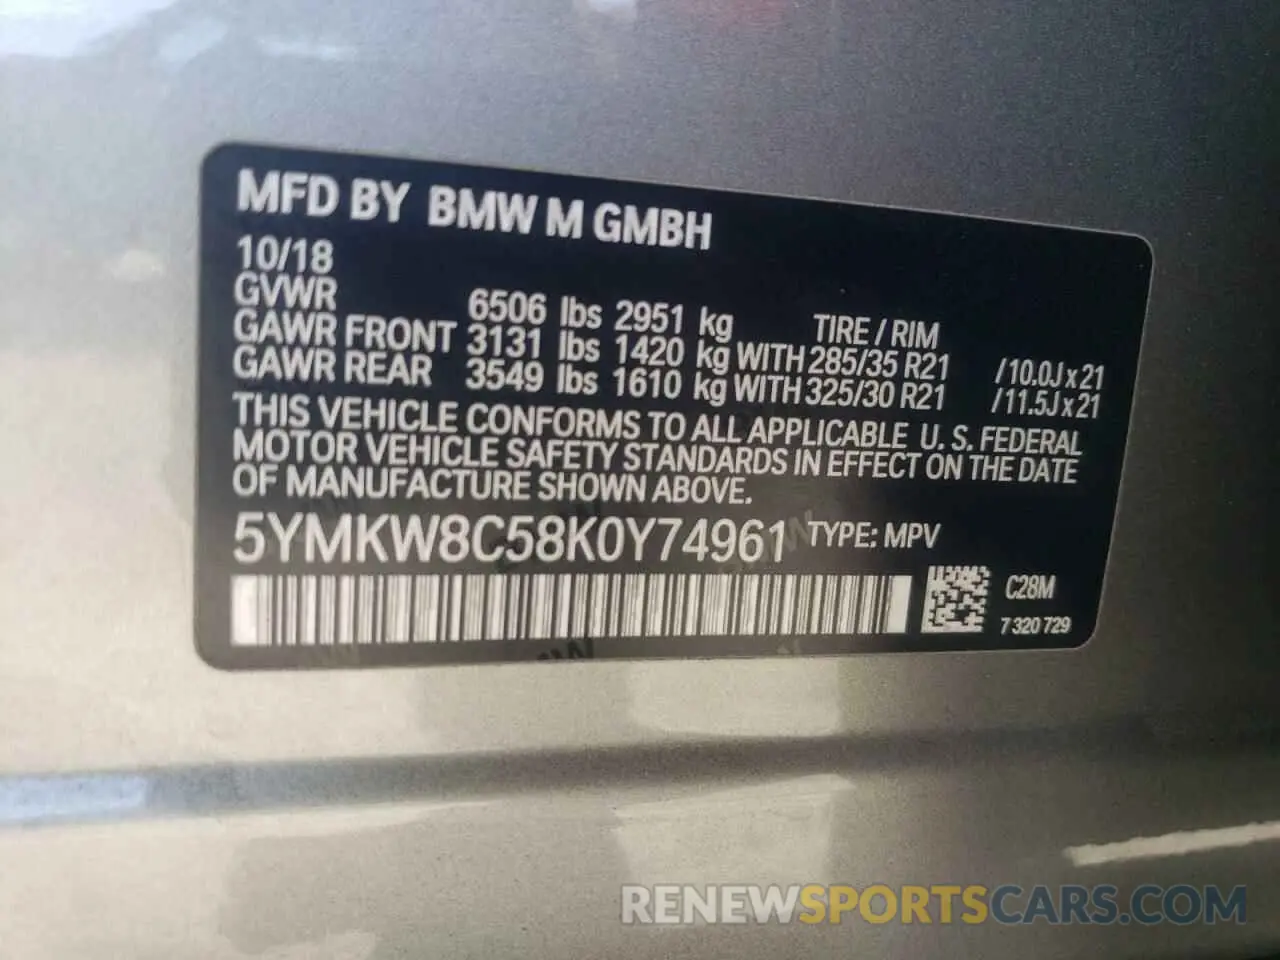 MFD BY BMW M GMBH
10/18
GVWR 6506 lbs 2951 kg TIRE / RIM
GAWR FRONT 3131 lbs 1420 kg WITH 285/35 R21 /10.0J x 21
GAWR REAR 3549 lbs 1610 kg WITH 325/30 R21 /11.5J x 21
THIS VEHICLE CONFORMS TO ALL APPLICABLE U. S. FEDERAL
MOTOR VEHICLE SAFETY STANDARDS IN EFFECT ON THE DATE
OF MANUFACTURE SHOWN ABOVE.
5YMKW8C58K0Y74961 TYPE: MPV
C28M
7 320 729
RENEWSPORTSCARS.COM